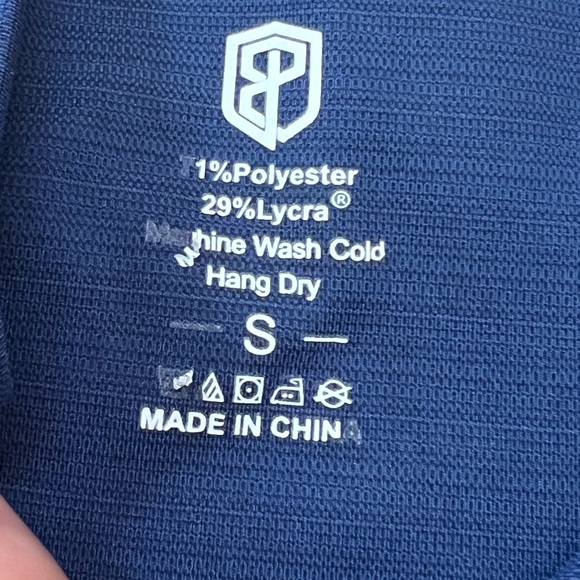 71%Polyester
29%Lycra®
Machine Wash Cold
Hang Dry
S
MADE IN CHINA